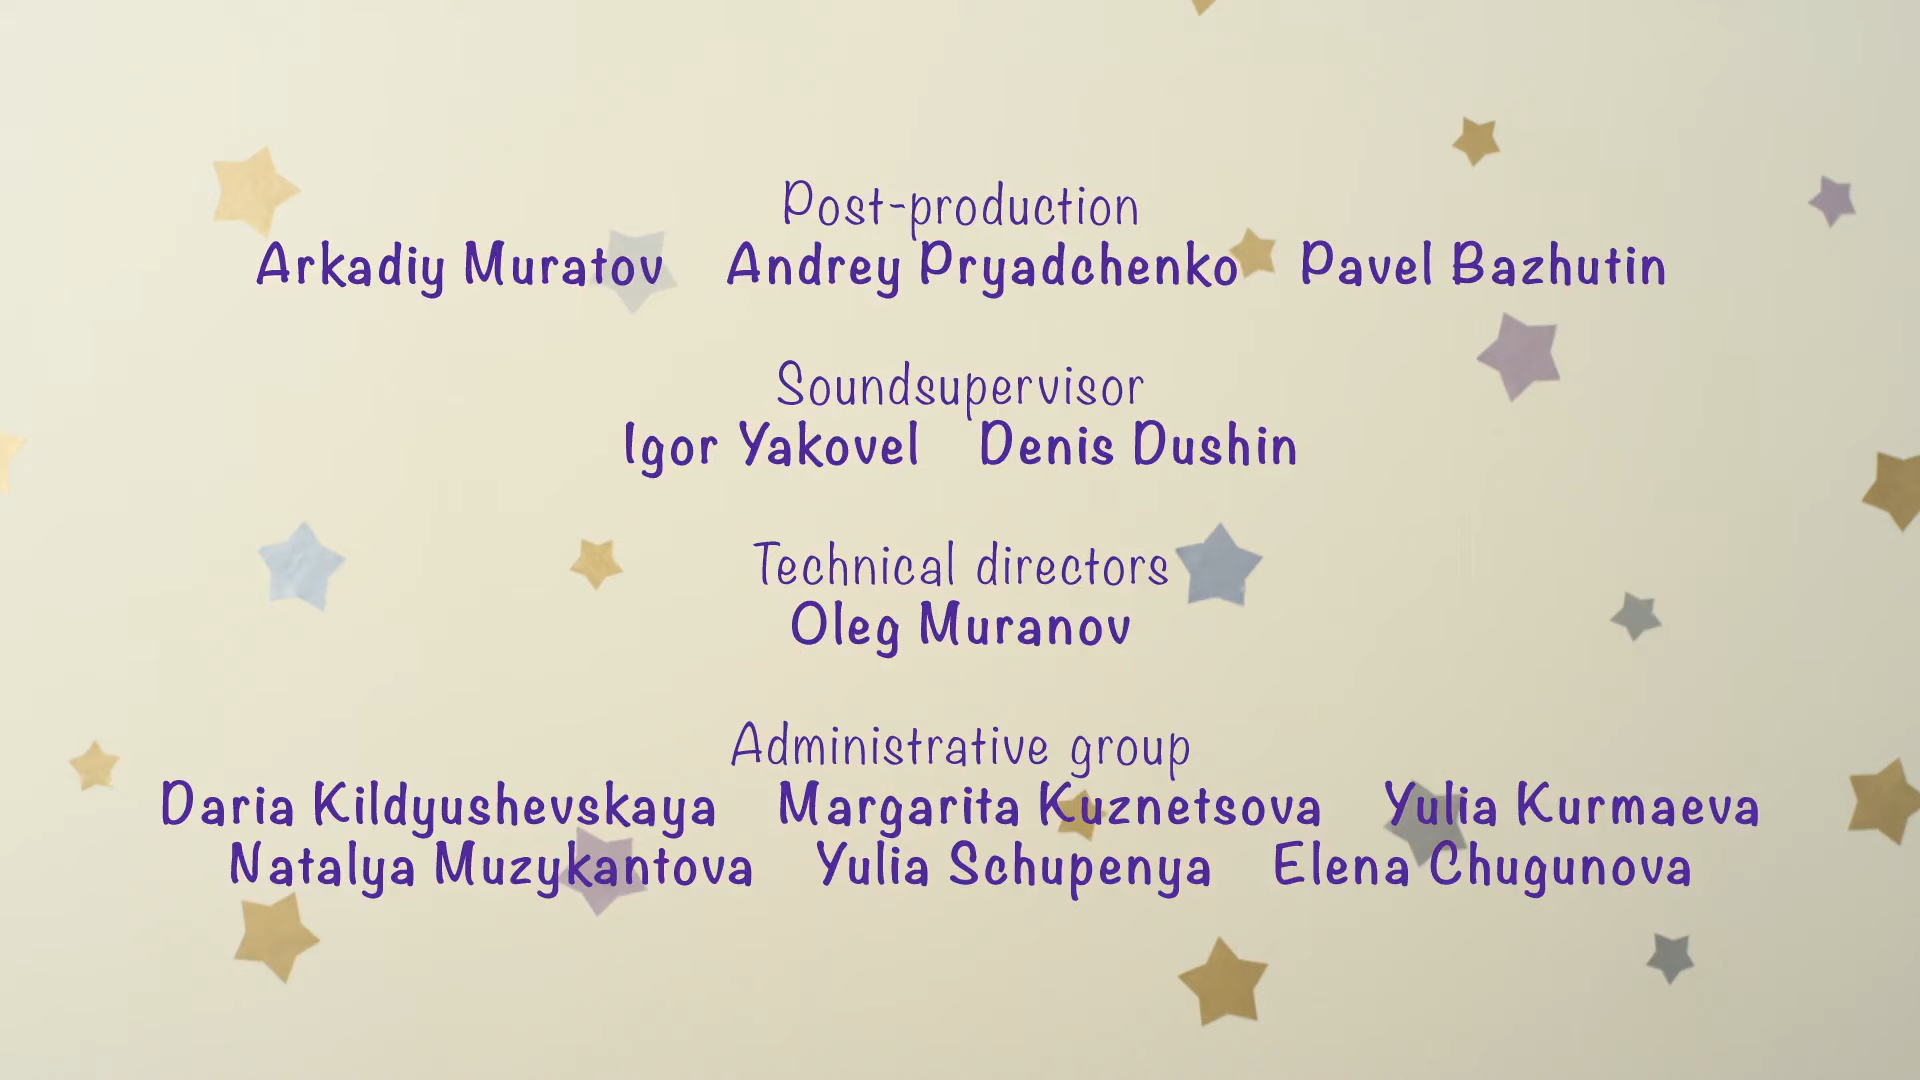 Post-production
Arkadiy Muratov Andrey Pryadchenko Pavel Bazhutin
Soundsupervisor
Igor Yakovel Denis Dushin
Technical directors
Oleg Muranov
Administrative group
Daria Kildyushevskaya Margarita Kuznetsova Yulia Kurmaeva
Natalya Muzykantova Yulia Schupenya Elena Chugunova